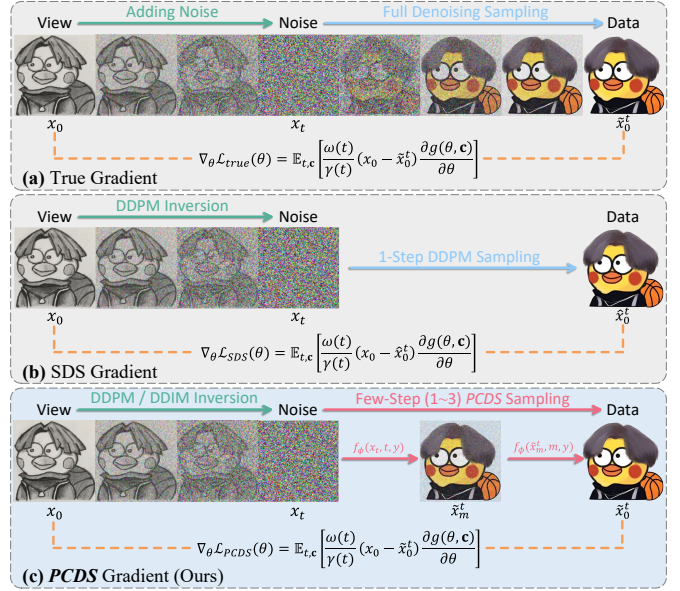 Adding Noise
Full Denoising Sampling
View
Noise
Data
x_0
x_t
x̃_0^t
∇_θ ℒ_true(θ) = 𝔼_{t,c} [ω(t)/γ(t) (x_0 − x̃_0^t) ∂g(θ, c)/∂θ]
(a) True Gradient
DDPM Inversion
View
Noise
Data
1-Step DDPM Sampling
x_0
x_t
x̂_0^t
∇_θ ℒ_SDS(θ) = 𝔼_{t,c} [ω(t)/γ(t) (x_0 − x̂_0^t) ∂g(θ, c)/∂θ]
(b) SDS Gradient
DDPM / DDIM Inversion
Few-Step (1~3) PCDS Sampling
View
Noise
Data
f_ϕ(x_t, t, y)
f_ϕ(x̃_m^t, m, y)
x_0
x_t
x̃_m^t
x̃_0^t
∇_θ ℒ_PCDS(θ) = 𝔼_{t,c} [ω(t)/γ(t) (x_0 − x̃_0^t) ∂g(θ, c)/∂θ]
(c) PCDS Gradient (Ours)